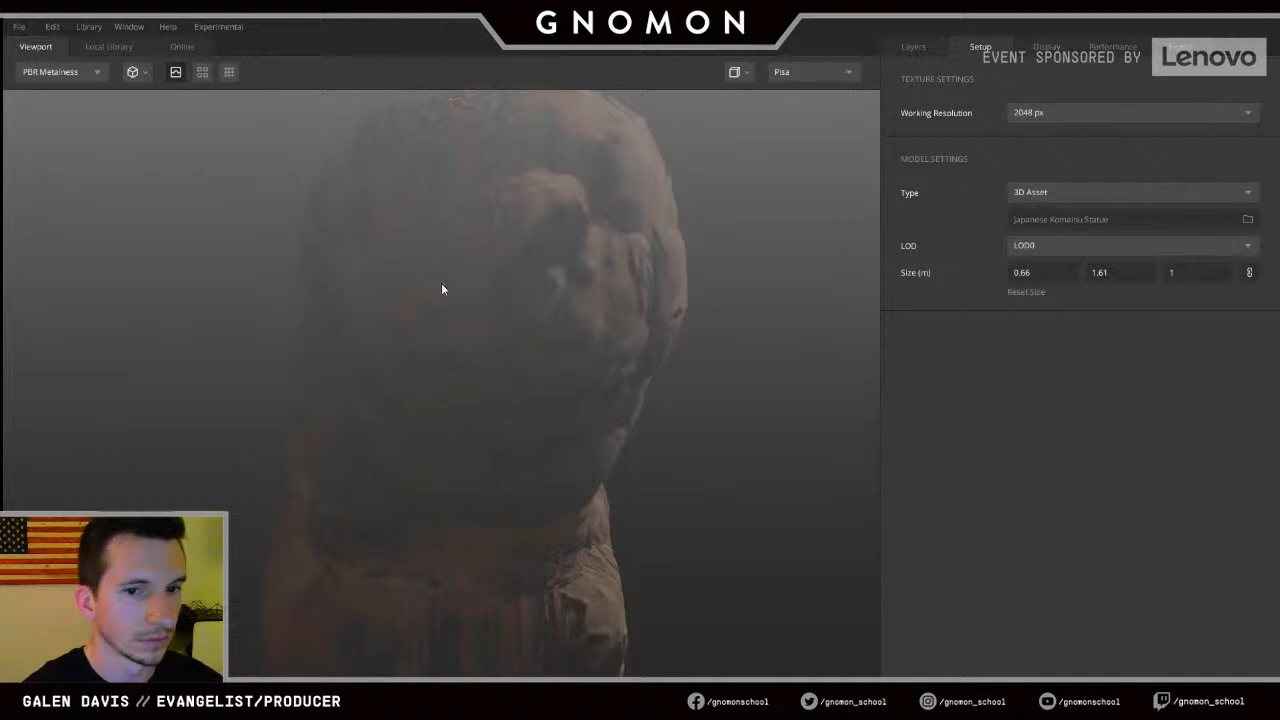 GNOMON
File Edit Library Window Help Experimental
Viewport Local Library Online
Layers Setup Display Performance
EVENT SPONSORED BY Lenovo
PBR Metalness
Pisa
TEXTURE SETTINGS
Working Resolution 2048 px
MODEL SETTINGS
Type 3D Asset
Japanese Komainu Statue
LOD LOD0
Size (m) 0.66 1.61 1
Reset Size
GALEN DAVIS // EVANGELIST/PRODUCER
/gnomonschool /gnomon_school /gnomon_school /gnomonschool /gnomon_school